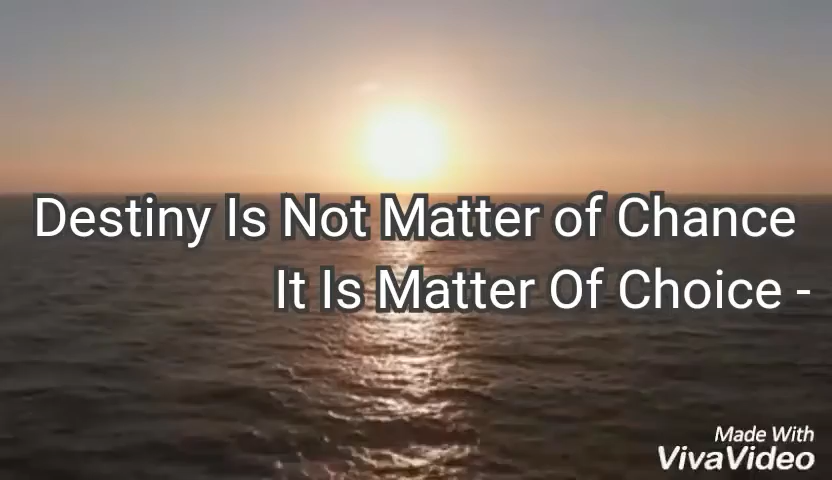 Destiny Is Not Matter of Chance
It Is Matter Of Choice -
Made With
VivaVideo